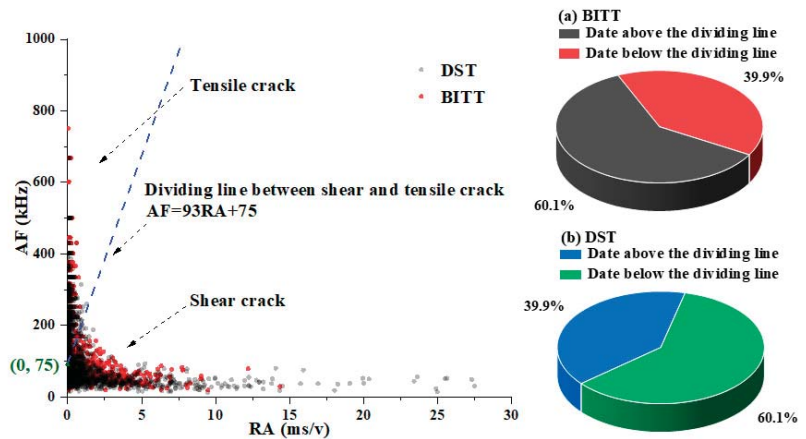 1000
800
600
400
200
0
AF (kHz)
(0, 75)
0
5
10
15
20
25
30
RA (ms/v)
Tensile crack
DST
BITT
Dividing line between shear and tensile crack
AF=93RA+75
Shear crack
(a) BITT
Date above the dividing line
Date below the dividing line
39.9%
60.1%
(b) DST
Date above the dividing line
Date below the dividing line
39.9%
60.1%